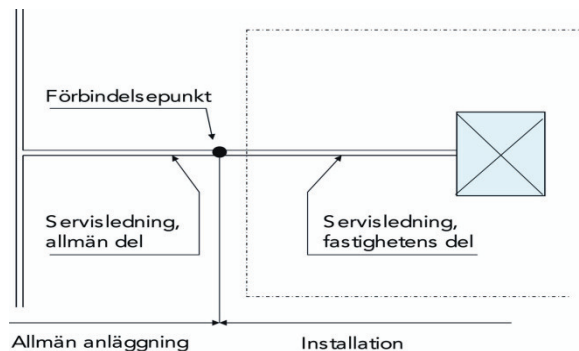 Förbindelsepunkt
Servisledning,
allmän del
Servisledning,
fastighetens del
Allmän anläggning
Installation